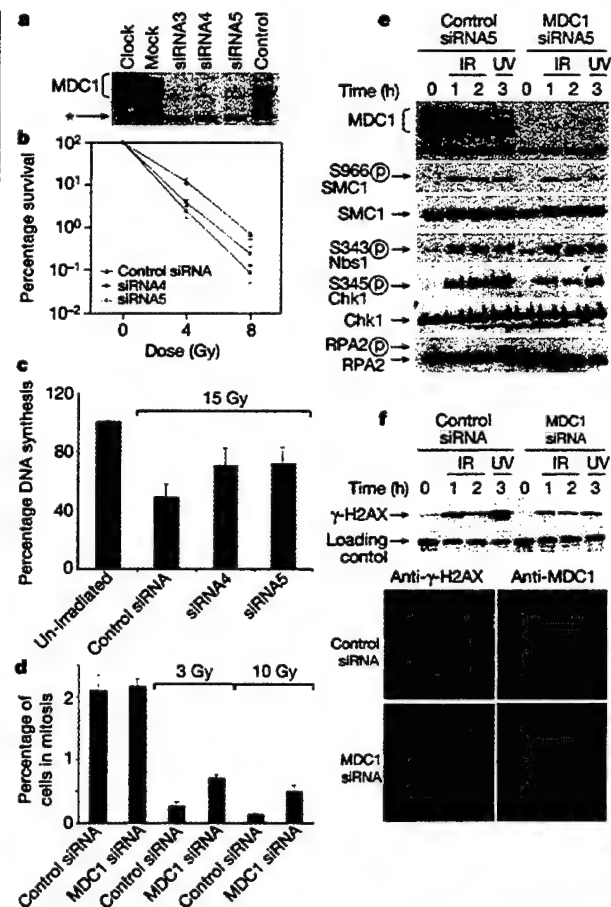 a
Clock
Mock
siRNA3
siRNA4
siRNA5
Control
MDC1
*
b
Percentage survival
10²
10¹
10⁰
10⁻¹
10⁻²
Control siRNA
siRNA4
siRNA5
0 4 8
Dose (Gy)
c
15 Gy
Percentage DNA synthesis
120
80
40
0
Un-irradiated
Control siRNA
siRNA4
siRNA5
d
3 Gy
10 Gy
Percentage of
cells in mitosis
2
1
0
Control siRNA
MDC1 siRNA
Control siRNA
MDC1 siRNA
Control siRNA
MDC1 siRNA
e
Control
siRNA5
MDC1
siRNA5
IR UV IR UV
Time (h) 0 1 2 3 0 1 2 3
MDC1
S966 P
SMC1
SMC1
S343 P
Nbs1
S345 P
Chk1
Chk1
RPA2 P
RPA2
f
Control
siRNA
MDC1
siRNA
IR UV IR UV
Time (h) 0 1 2 3 0 1 2 3
γ-H2AX
Loading
contol
Anti-γ-H2AX Anti-MDC1
Control
siRNA
MDC1
siRNA